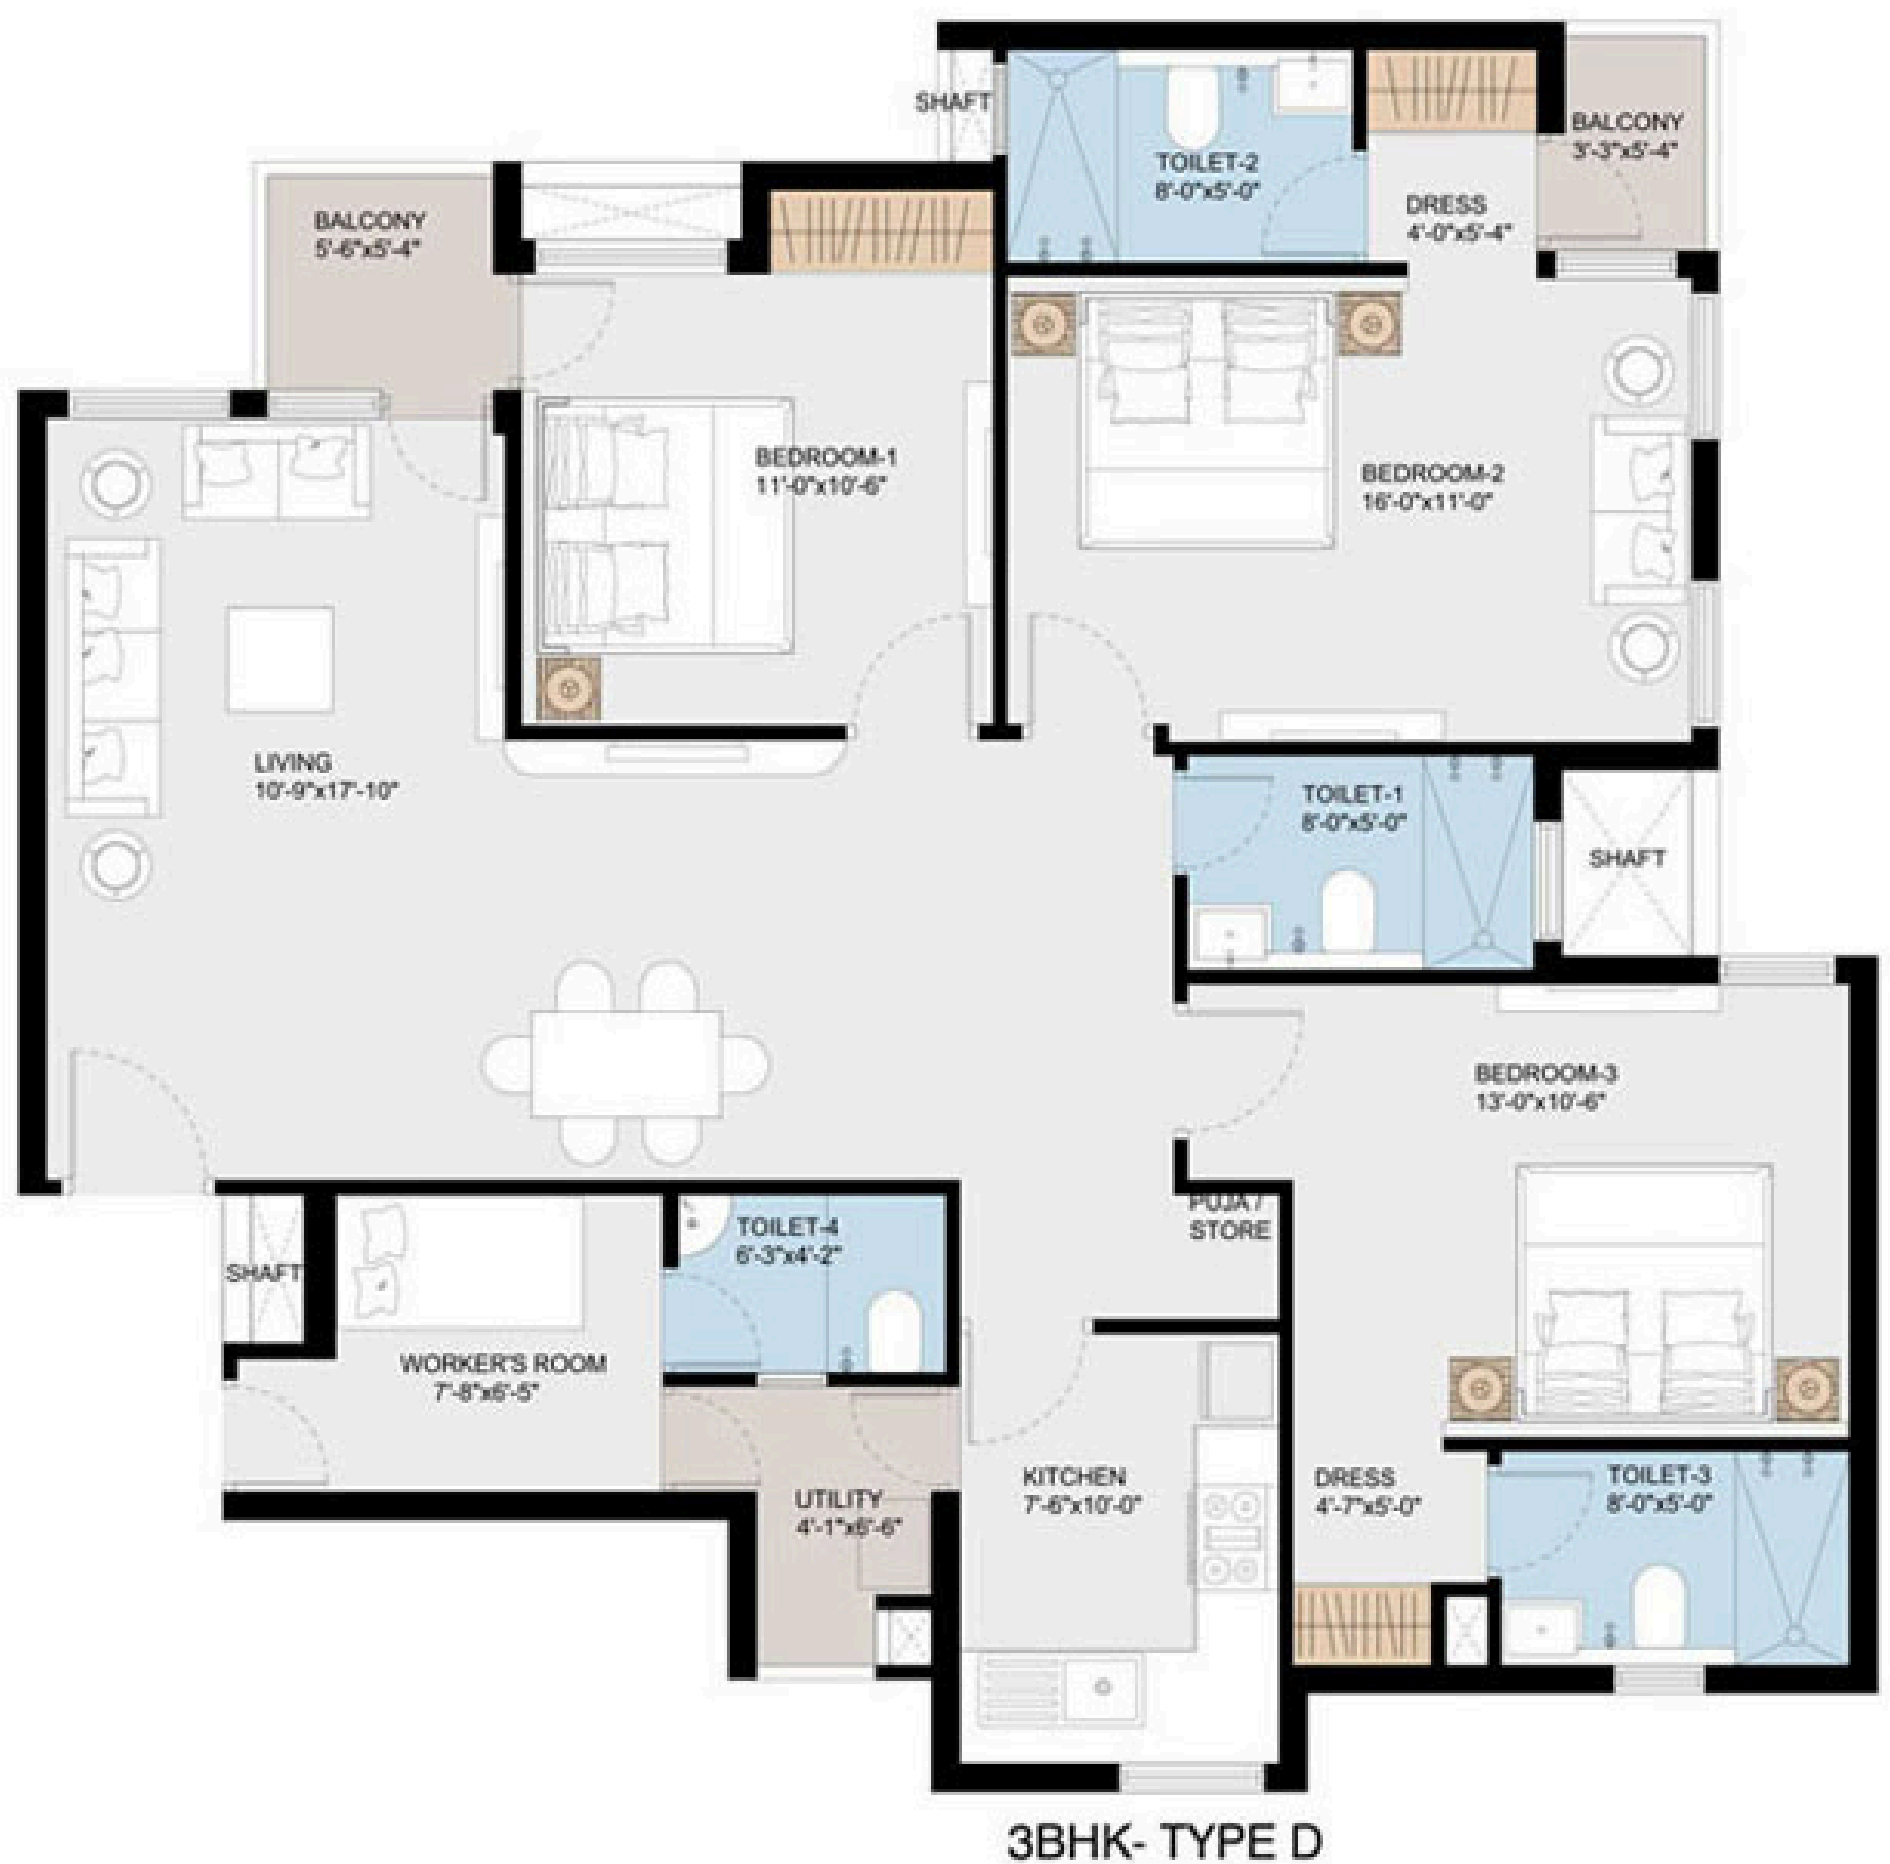 SHAFT
TOILET-2
8'-0"x5'-0"
BALCONY
3'-3"x5'-4"
DRESS
4'-0"x5'-4"
BALCONY
5'-6"x5'-4"
BEDROOM-1
11'-0"x10'-6"
BEDROOM-2
16'-0"x11'-0"
LIVING
10'-9"x17'-10"
TOILET-1
8'-0"x5'-0"
SHAFT
BEDROOM-3
13'-0"x10'-6"
PUJA /
STORE
TOILET-4
6'-3"x4'-2"
SHAFT
WORKER'S ROOM
7'-8"x6'-5"
UTILITY
4'-1"x6'-6"
KITCHEN
7'-6"x10'-0"
DRESS
4'-7"x5'-0"
TOILET-3
8'-0"x5'-0"
3BHK- TYPE D